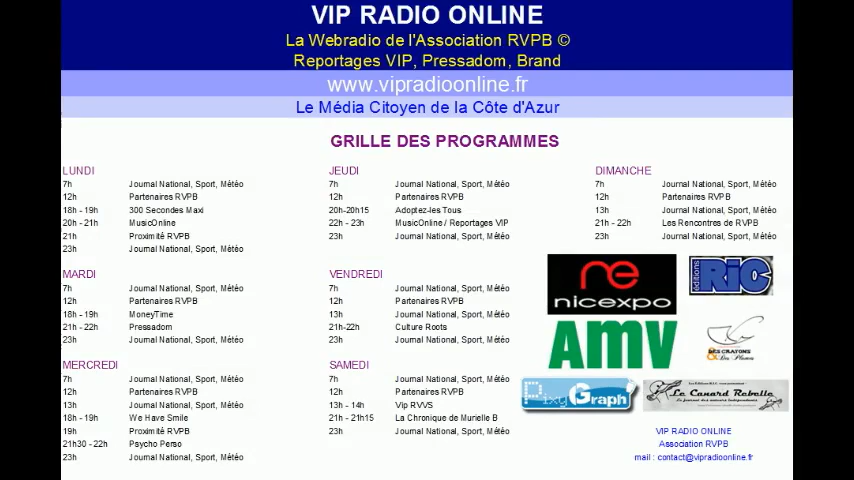 VIP RADIO ONLINE
La Webradio de l'Association RVPB ©
Reportages VIP, Pressadom, Brand
www.vipradioonline.fr
Le Média Citoyen de la Côte d'Azur
GRILLE DES PROGRAMMES
LUNDI
7h Journal National, Sport, Météo
12h Partenaires RVPB
18h - 19h 300 Secondes Maxi
20h - 21h MusicOnline
21h Proximité RVPB
23h Journal National, Sport, Météo
MARDI
7h Journal National, Sport, Météo
12h Partenaires RVPB
18h - 19h MoneyTime
21h - 22h Pressadom
23h Journal National, Sport, Météo
MERCREDI
7h Journal National, Sport, Météo
12h Partenaires RVPB
13h Journal National, Sport, Météo
18h - 19h We Have Smile
19h Proximité RVPB
21h30 - 22h Psycho Perso
23h Journal National, Sport, Météo
JEUDI
7h Journal National, Sport, Météo
12h Partenaires RVPB
20h-20h15 Adoptez-les Tous
22h - 23h MusicOnline / Reportages VIP
23h Journal National, Sport, Météo
VENDREDI
7h Journal National, Sport, Météo
12h Partenaires RVPB
13h Journal National, Sport, Météo
21h-22h Culture Roots
23h Journal National, Sport, Météo
SAMEDI
7h Journal National, Sport, Météo
12h Partenaires RVPB
13h - 14h Vip RVVS
21h - 21h15 La Chronique de Murielle B
23h Journal National, Sport, Météo
DIMANCHE
7h Journal National, Sport, Météo
12h Partenaires RVPB
13h Journal National, Sport, Météo
21h - 22h Les Rencontres de RVPB
23h Journal National, Sport, Météo
ne
nicexpo
éditions
RIC
AMV
DES CRAYONS
& Des Plumes
PixyGraph
Le Canard Rebelle
VIP RADIO ONLINE
Association RVPB
mail : contact@vipradioonline.fr